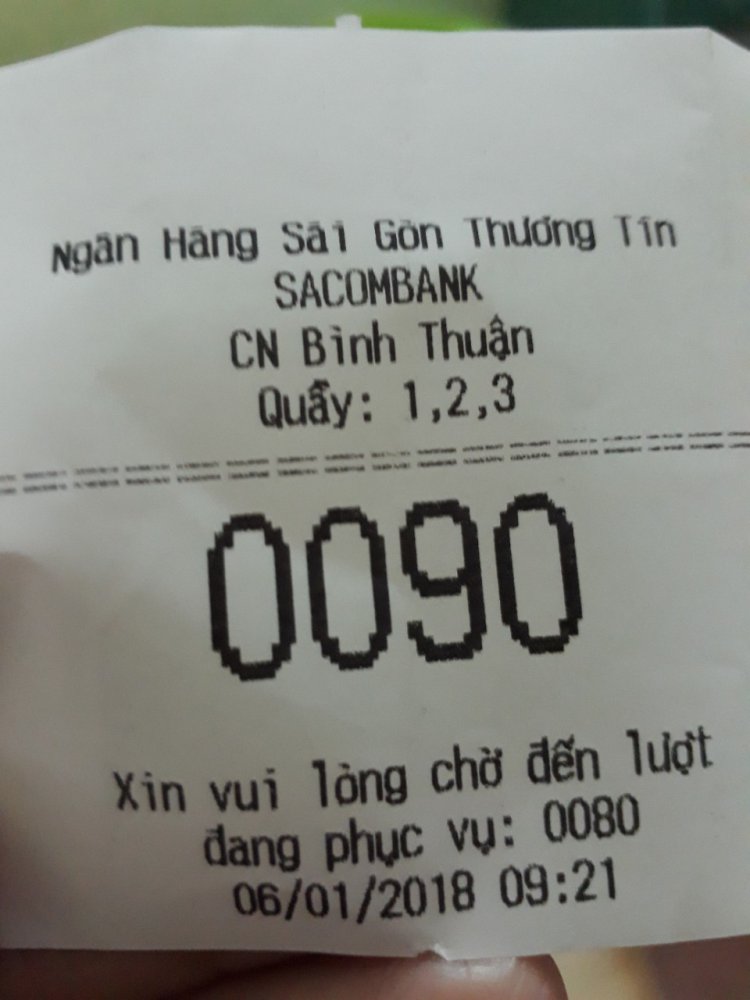 Ngân Hàng Sài Gòn Thương Tín
SACOMBANK
CN Bình Thuận
Quầy: 1,2,3
0090
Xin vui lòng chờ đến lượt
đang phục vụ: 0080
06/01/2018 09:21